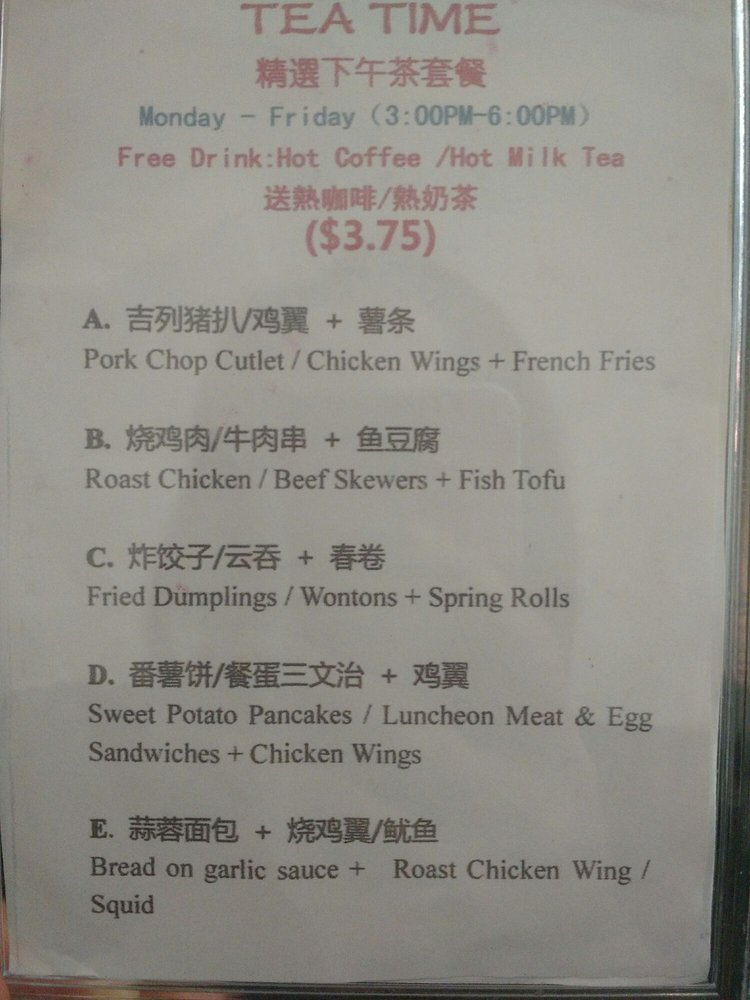 TEA TIME
精選下午茶套餐
Monday - Friday (3:00PM-6:00PM)
Free Drink:Hot Coffee /Hot Milk Tea
送熱咖啡/熱奶茶
($3.75)
A. 吉列猪扒/鸡翼 + 薯条
Pork Chop Cutlet / Chicken Wings + French Fries
B. 烧鸡肉/牛肉串 + 鱼豆腐
Roast Chicken / Beef Skewers + Fish Tofu
C. 炸饺子/云吞 + 春卷
Fried Dumplings / Wontons + Spring Rolls
D. 番薯饼/餐蛋三文治 + 鸡翼
Sweet Potato Pancakes / Luncheon Meat & Egg
Sandwiches + Chicken Wings
E. 蒜蓉面包 + 烧鸡翼/鱿鱼
Bread on garlic sauce + Roast Chicken Wing /
Squid